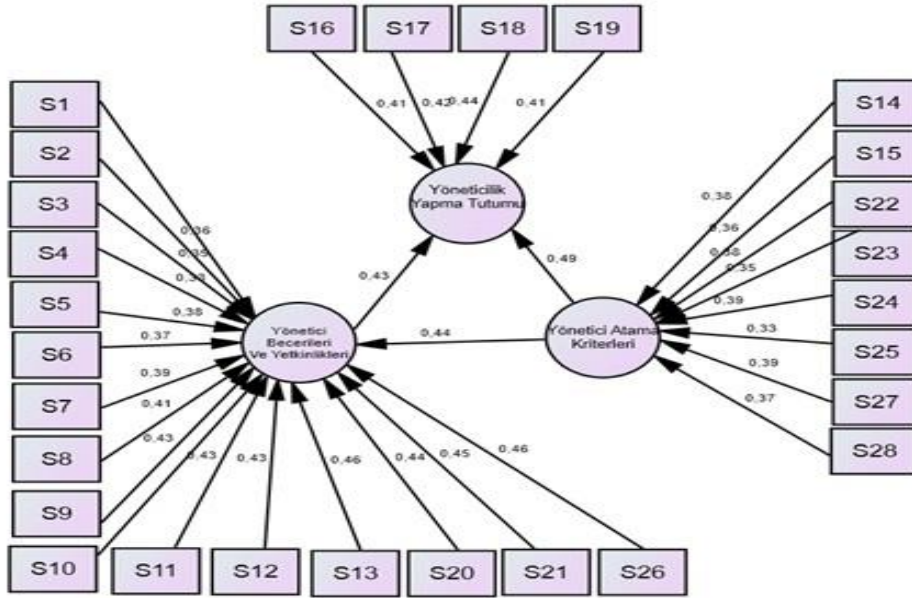 S16
S17
S18
S19
S1
S2
S3
S4
S5
S6
S7
S8
S9
S10
S11
S12
S13
S20
S21
S26
S14
S15
S22
S23
S24
S25
S27
S28
0,41
0,42
0,44
0,41
Yöneticilik
Yapma Tutumu
0,43
0,49
0,44
Yönetici
Becerileri
Ve Yetkinlikleri
Yönetici Atama
Kriterleri
0,36
0,35
0,38
0,37
0,39
0,41
0,43
0,43
0,43
0,46
0,44
0,45
0,46
0,38
0,36
0,38
0,35
0,39
0,33
0,39
0,37